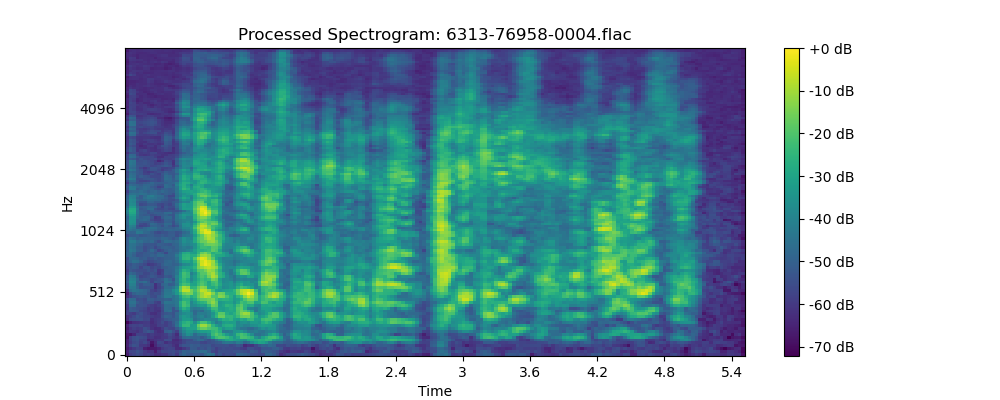 Processed Spectrogram: 6313-76958-0004.flac
Hz
4096
2048
1024
512
0
0 0.6 1.2 1.8 2.4 3 3.6 4.2 4.8 5.4
Time
+0 dB
-10 dB
-20 dB
-30 dB
-40 dB
-50 dB
-60 dB
-70 dB